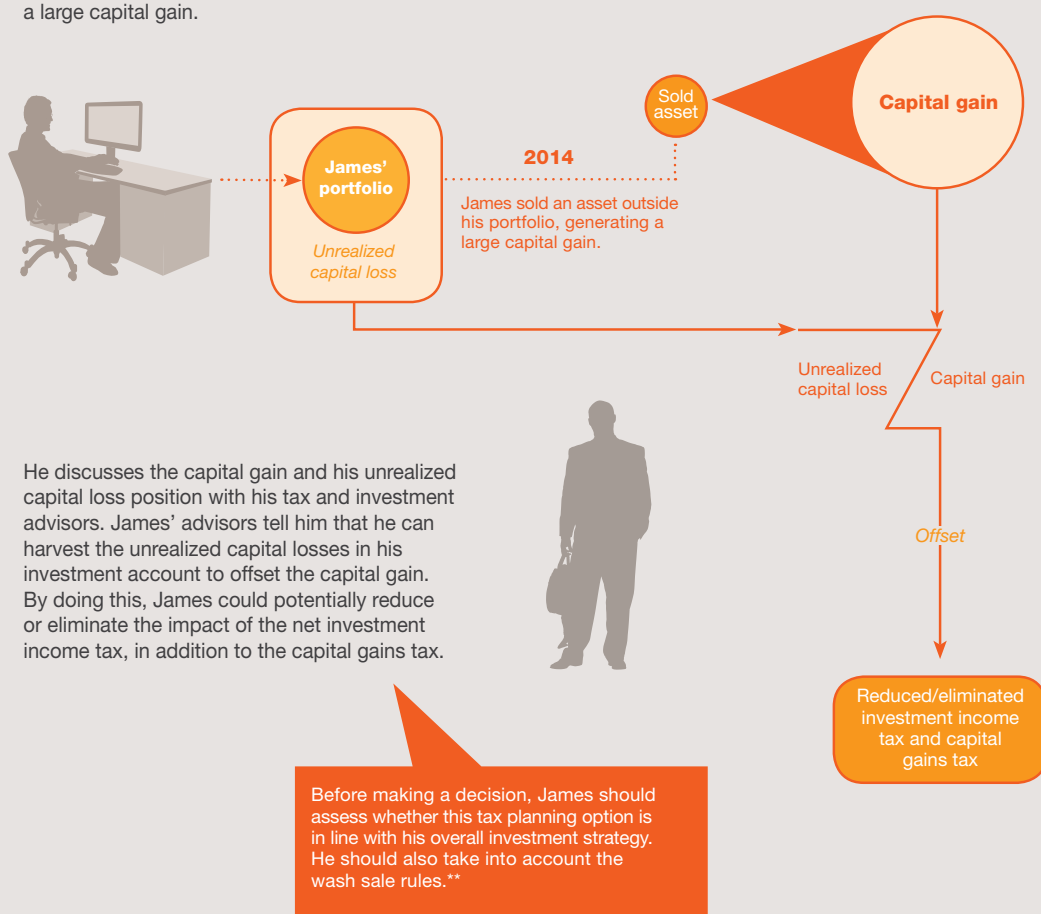 a large capital gain.
Sold
asset
Capital gain
James'
portfolio
Unrealized
capital loss
2014
James sold an asset outside
his portfolio, generating a
large capital gain.
Unrealized
capital loss
Capital gain
He discusses the capital gain and his unrealized
capital loss position with his tax and investment
advisors. James' advisors tell him that he can
harvest the unrealized capital losses in his
investment account to offset the capital gain.
By doing this, James could potentially reduce
or eliminate the impact of the net investment
income tax, in addition to the capital gains tax.
Offset
Reduced/eliminated
investment income
tax and capital
gains tax
Before making a decision, James should
assess whether this tax planning option is
in line with his overall investment strategy.
He should also take into account the
wash sale rules.**